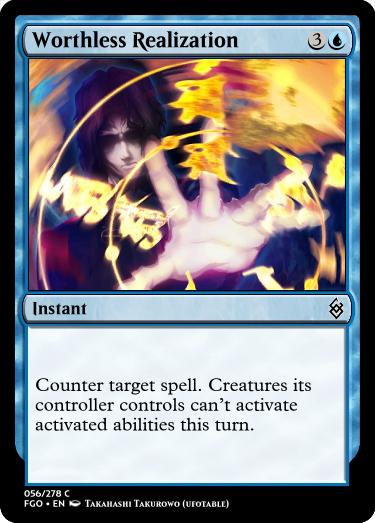 Worthless Realization 3
Instant
Counter target spell. Creatures its
controller controls can't activate
activated abilities this turn.
056/278 C
FGO • EN Takahashi Takurowo (ufotable)